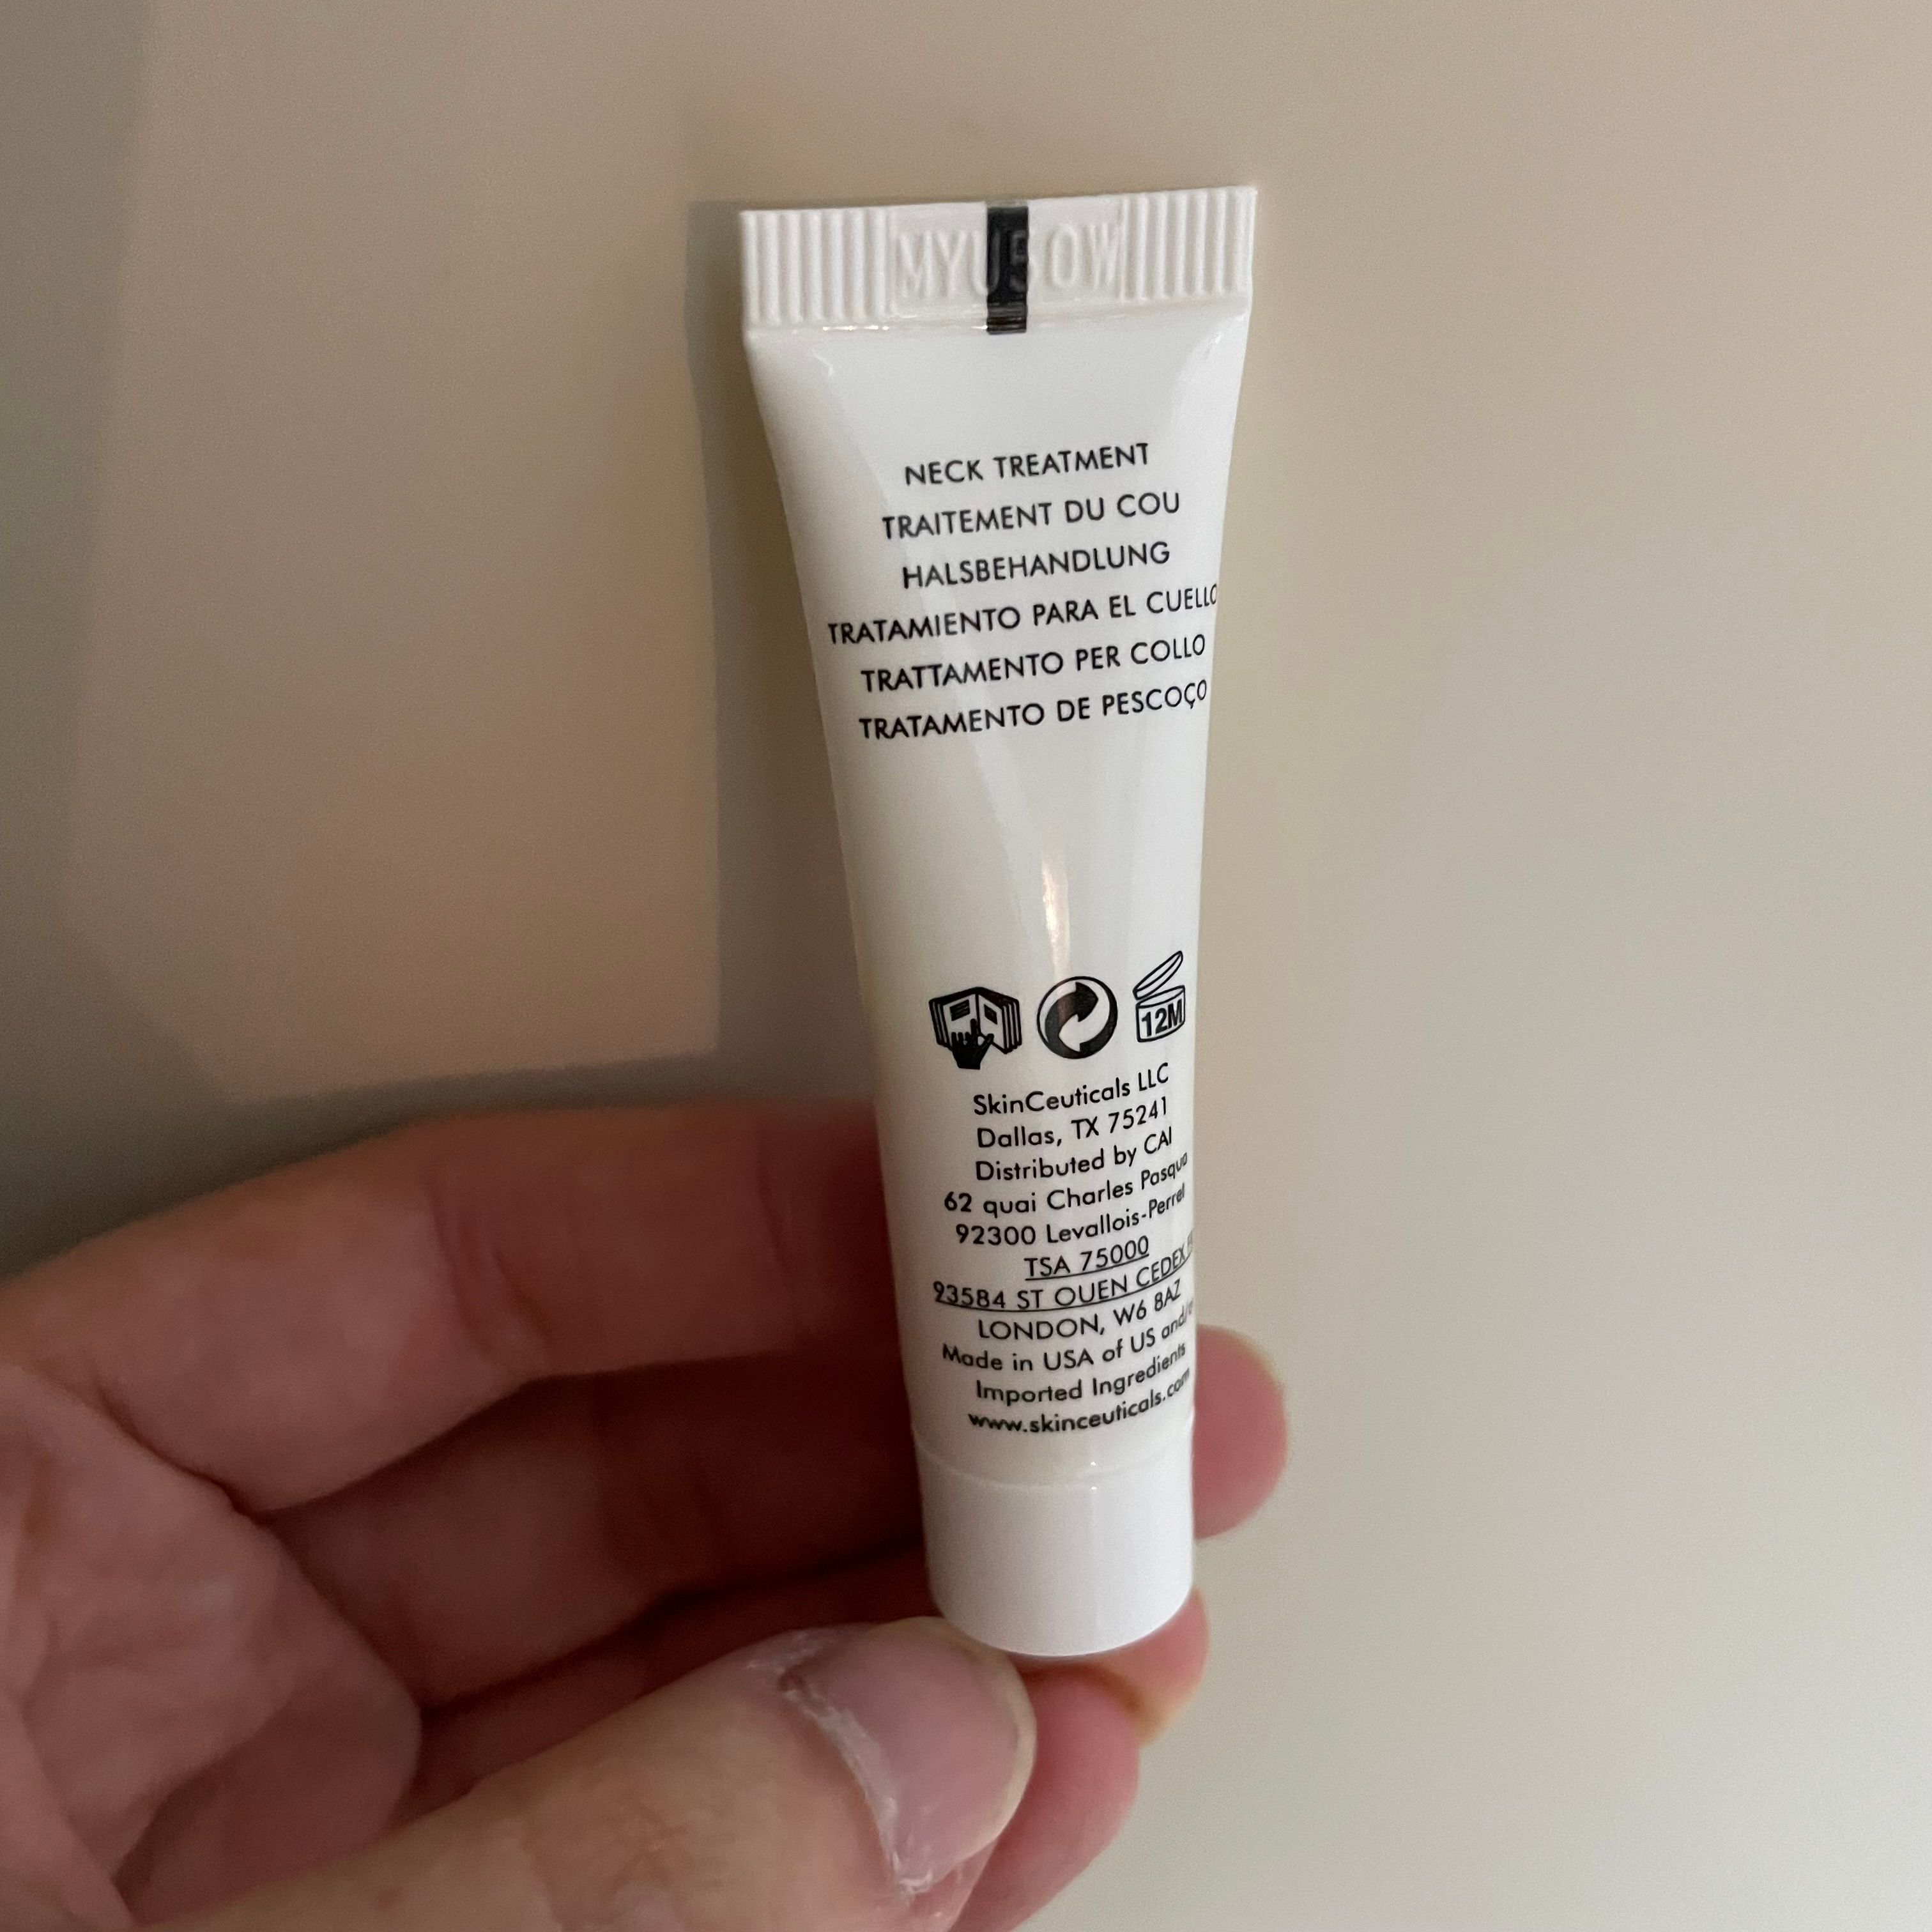 MYU50W
NECK TREATMENT
TRAITEMENT DU COU
HALSBEHANDLUNG
TRATAMIENTO PARA EL CUELLO
TRATTAMENTO PER COLLO
TRATAMENTO DE PESCOÇO
12M
SkinCeuticals LLC
Dallas, TX 75241
Distributed by CAI
62 quai Charles Pasqua
92300 Levallois-Perret
TSA 75000
93584 ST OUEN CEDEX
LONDON, W6 8AZ
Made in USA of US and/
Imported Ingredients
www.skinceuticals.com